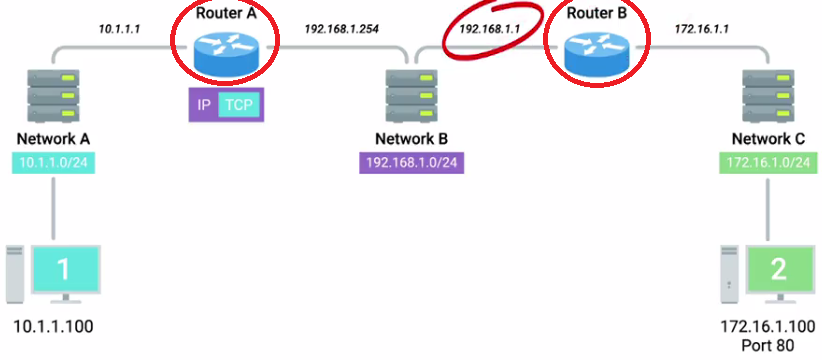 Router A
Router B
10.1.1.1
192.168.1.254
192.168.1.1
172.16.1.1
IP TCP
Network A
Network B
Network C
10.1.1.0/24
192.168.1.0/24
172.16.1.0/24
1
2
10.1.1.100
172.16.1.100
Port 80